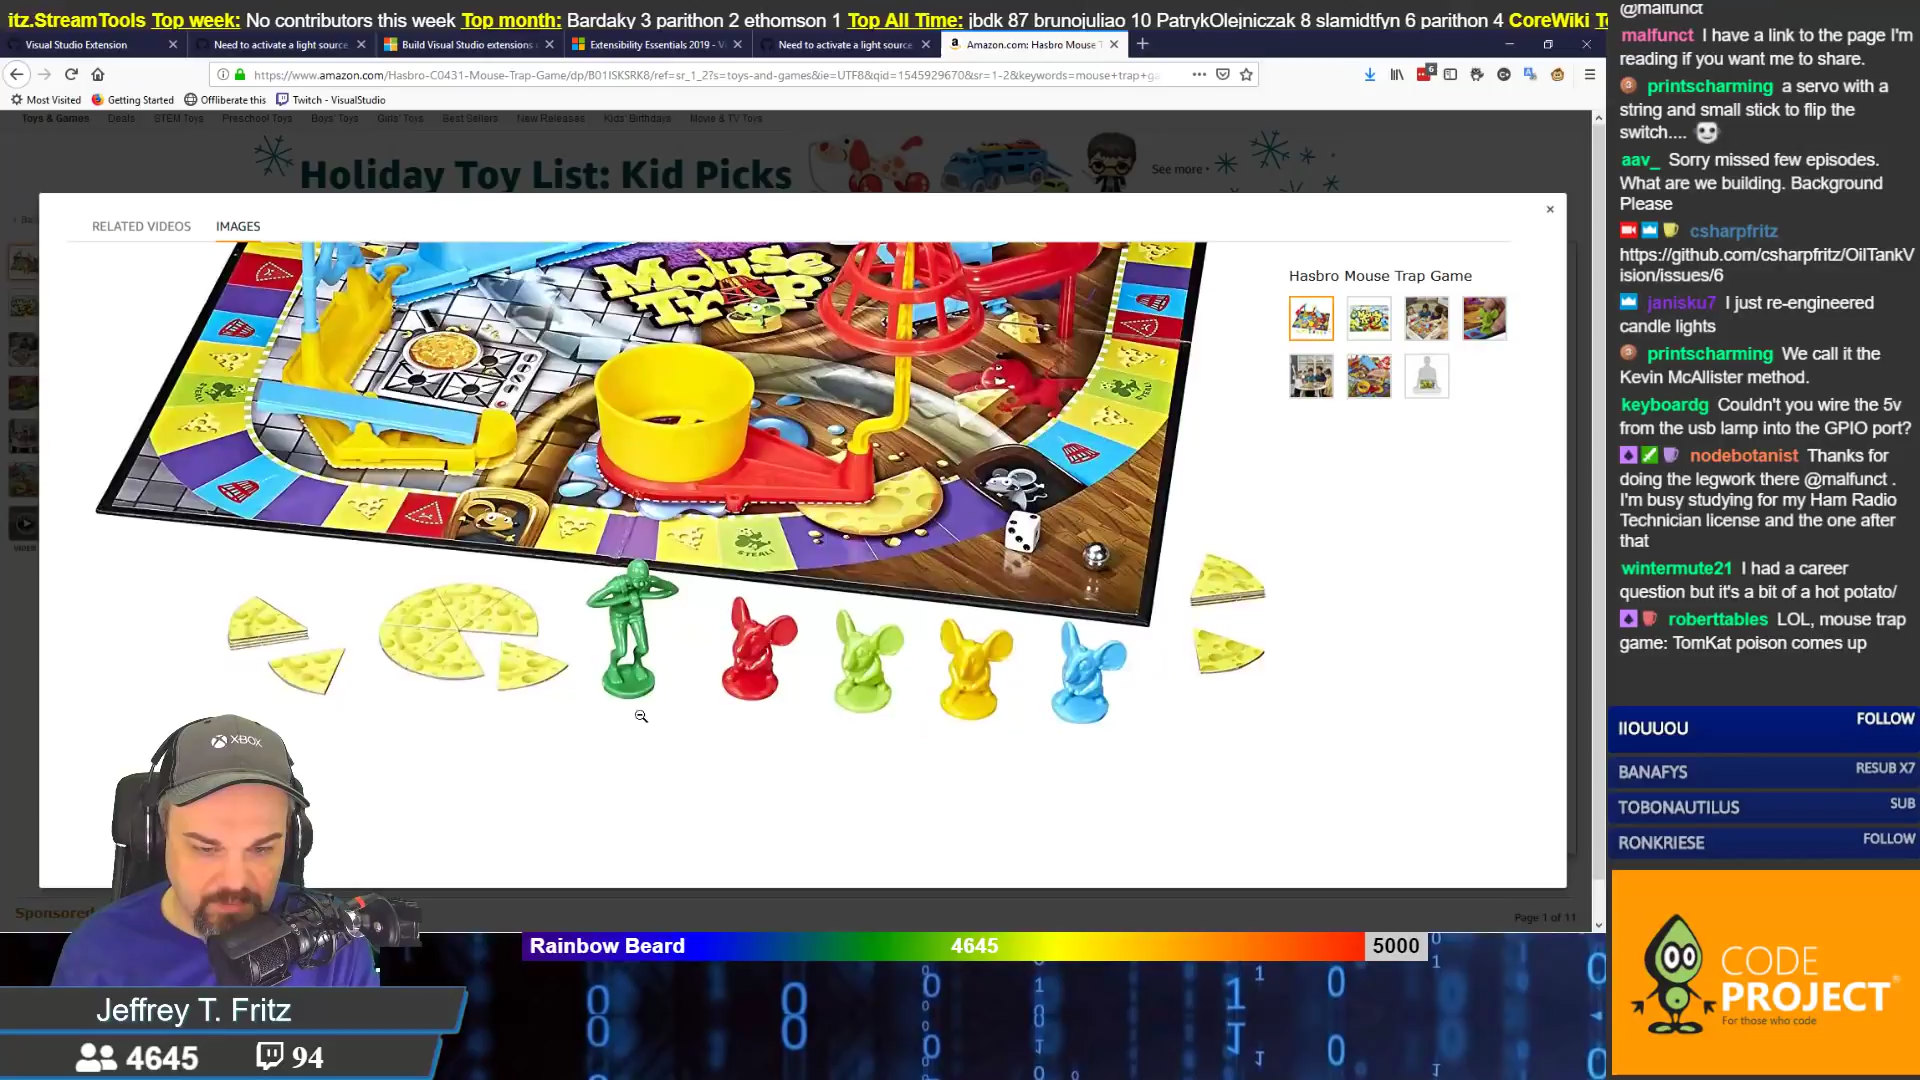 itz.StreamTools Top week: No contributors this week Top month: Bardaky 3 parithon 2 ethomson 1 Top All Time: jbdk 87 brunojuliao 10 PatrykOlejniczak 8 slamidtfyn 6 parithon 4 CoreWiki
Visual Studio Extension
Need to activate a light source
Build Visual Studio extensions
Extensibility Essentials 2019 - V
Need to activate a light source
Amazon.com: Hasbro Mouse T
https://www.amazon.com/Hasbro-C0431-Mouse-Trap-Game/dp/B01ISKSRK8/ref=sr_1_2?s=toys-and-games&ie=UTF8&qid=1545929670&sr=1-2&keywords=mouse+trap+ga
6
Most Visited
Getting Started
Offliberate this
Twitch - VisualStudio
Toys & Games
Deals
STEM Toys
Preschool Toys
Boys' Toys
Girls' Toys
Best Sellers
New Releases
Kids' Birthdays
Movie & TV Toys
Holiday Toy List: Kid Picks
See more
RELATED VIDEOS
IMAGES
×
Hasbro Mouse Trap Game
Mouse
Trap
STEAL!
Sponsored
Page 1 of 11
XBOX
Rainbow Beard
4645
5000
Jeffrey T. Fritz
4645
94
@malfunct
malfunct I have a link to the page I'm
reading if you want me to share.
printscharming a servo with a
string and small stick to flip the
switch....
aav_ Sorry missed few episodes.
What are we building. Background
Please
csharpfritz
https://github.com/csharpfritz/OilTankV
ision/issues/6
janisku7 I just re-engineered
candle lights
printscharming We call it the
Kevin McAllister method.
keyboardg Couldn't you wire the 5v
from the usb lamp into the GPIO port?
nodebotanist Thanks for
doing the legwork there @malfunct .
I'm busy studying for my Ham Radio
Technician license and the one after
that
wintermute21 I had a career
question but it's a bit of a hot potato/
roberttables LOL, mouse trap
game: TomKat poison comes up
IIOUUOU
FOLLOW
BANAFYS
RESUB X7
TOBONAUTILUS
SUB
RONKRIESE
FOLLOW
CODE
PROJECT
For those who code